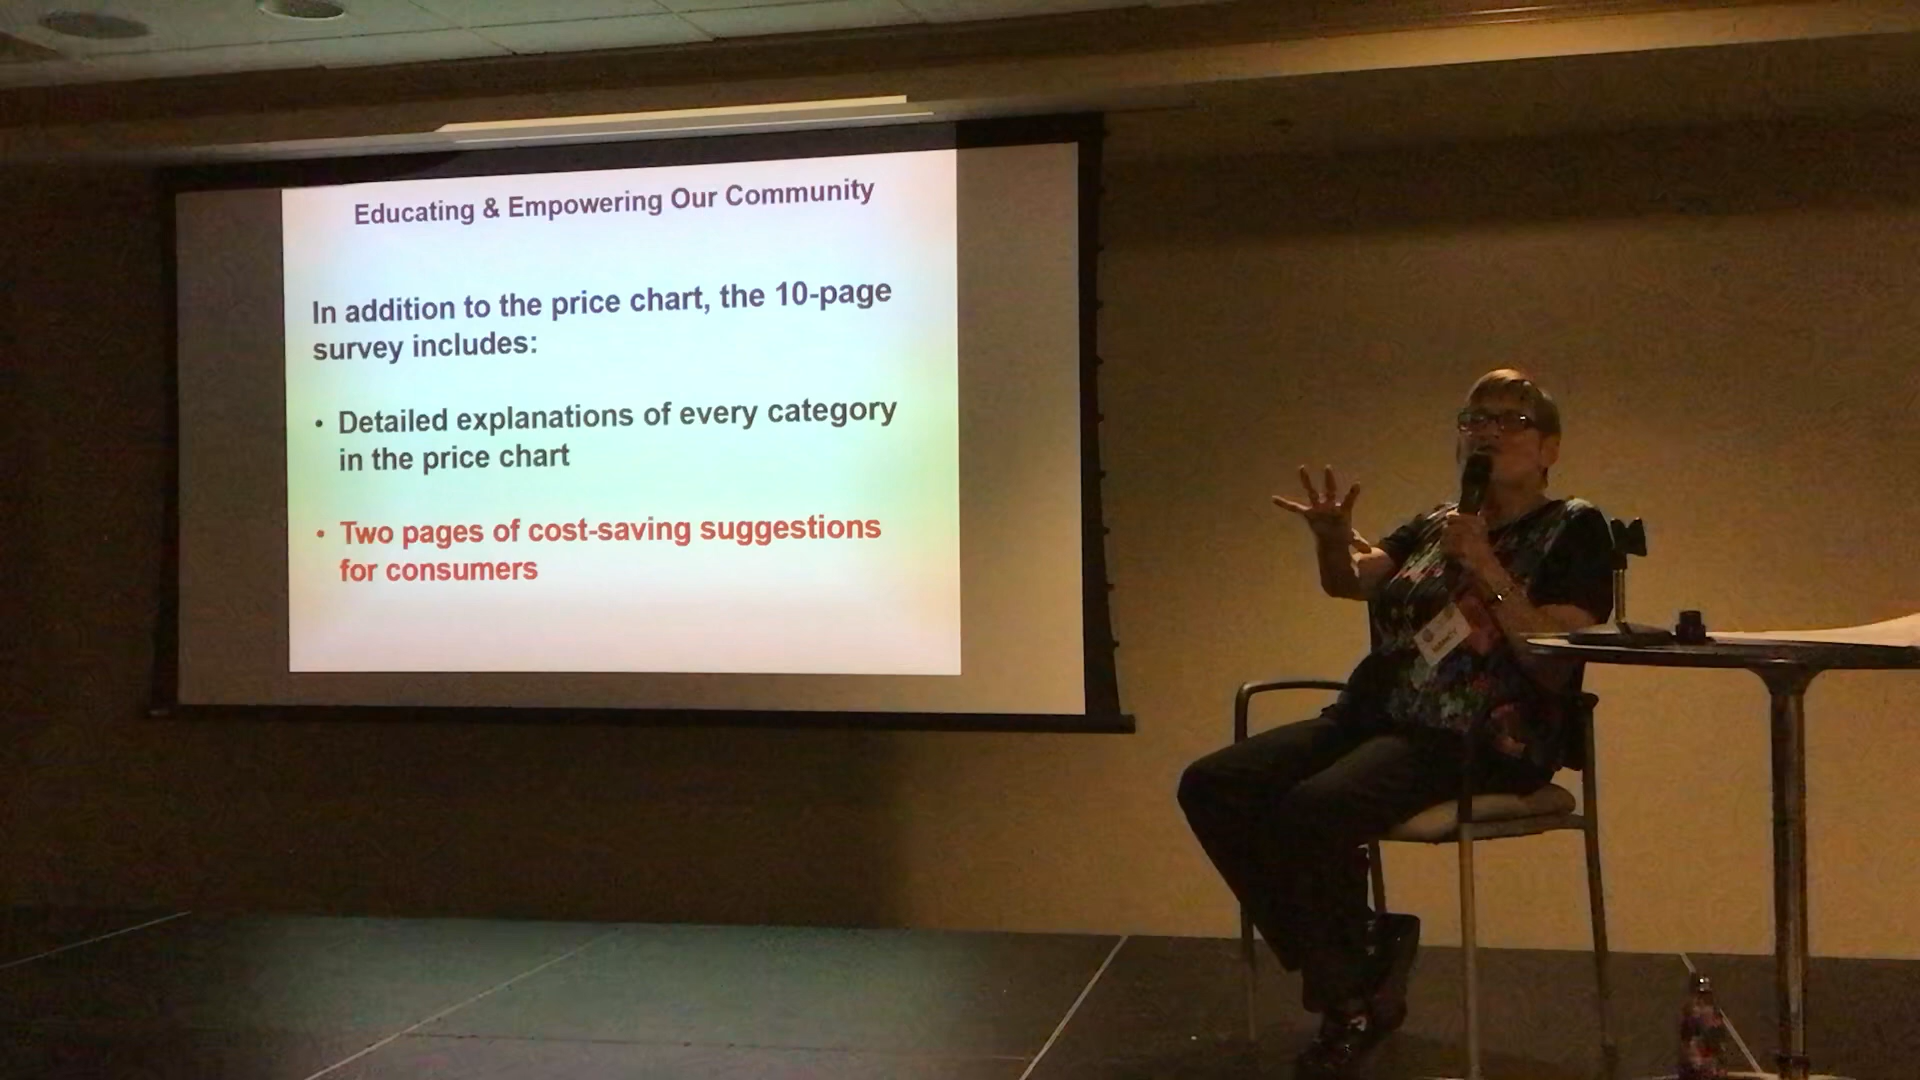 Educating & Empowering Our Community
In addition to the price chart, the 10-page
survey includes:
• Detailed explanations of every category
in the price chart
• Two pages of cost-saving suggestions
for consumers